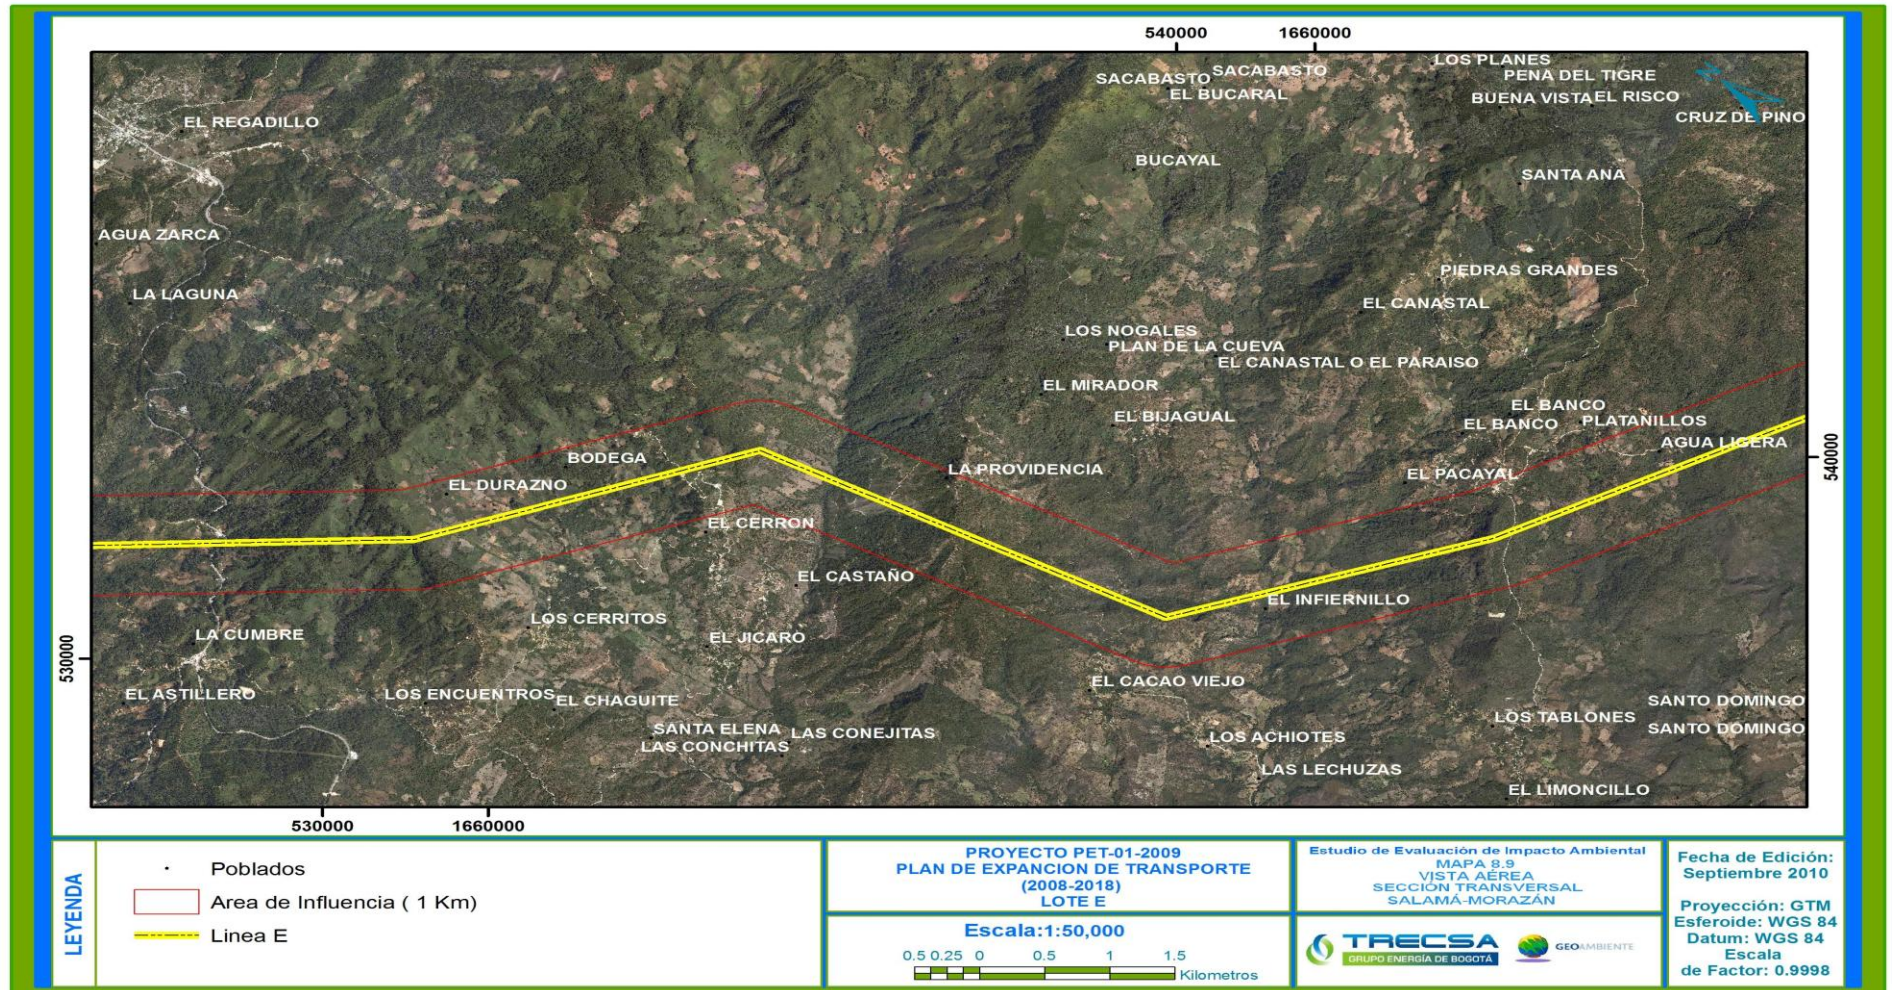 540000 1660000
LOS PLANES
SACABASTO
SACABASTO
PENA DEL TIGRE
EL BUCARAL
BUENA VISTA
EL RISCO
CRUZ DE PINO
EL REGADILLO
BUCAYAL
SANTA ANA
AGUA ZARCA
PIEDRAS GRANDES
LA LAGUNA
EL CANASTAL
LOS NOGALES
PLAN DE LA CUEVA
EL CANASTAL O EL PARAISO
EL MIRADOR
EL BANCO
EL BIJAGUAL
EL BANCO
PLATANILLOS
AGUA LIGERA
540000
BODEGA
LA PROVIDENCIA
EL PACAYAL
EL DURAZNO
EL CERRON
EL CASTAÑO
EL INFIERNILLO
LOS CERRITOS
LA CUMBRE
EL JICARO
530000
EL CACAO VIEJO
EL ASTILLERO
LOS ENCUENTROS
EL CHAGUITE
SANTO DOMINGO
LOS TABLONES
SANTA ELENA
LAS CONEJITAS
LOS ACHIOTES
SANTO DOMINGO
LAS CONCHITAS
LAS LECHUZAS
EL LIMONCILLO
530000 1660000
LEYENDA
Poblados
Area de Influencia ( 1 Km)
Linea E
PROYECTO PET-01-2009
PLAN DE EXPANCION DE TRANSPORTE
(2008-2018)
LOTE E
Escala:1:50,000
0.5 0.25 0 0.5 1 1.5
Kilometros
Estudio de Evaluación de Impacto Ambiental
MAPA 8.9
VISTA AÉREA
SECCIÓN TRANSVERSAL
SALAMÁ-MORAZÁN
TRECSA
GRUPO ENERGÍA DE BOGOTÁ
GEOAMBIENTE
Fecha de Edición:
Septiembre 2010
Proyección: GTM
Esferoide: WGS 84
Datum: WGS 84
Escala
de Factor: 0.9998